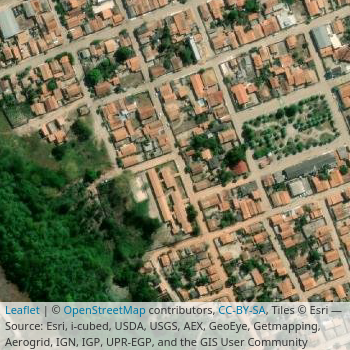 Leaflet | © OpenStreetMap contributors, CC-BY-SA, Tiles © Esri —
Source: Esri, i-cubed, USDA, USGS, AEX, GeoEye, Getmapping,
Aerogrid, IGN, IGP, UPR-EGP, and the GIS User Community